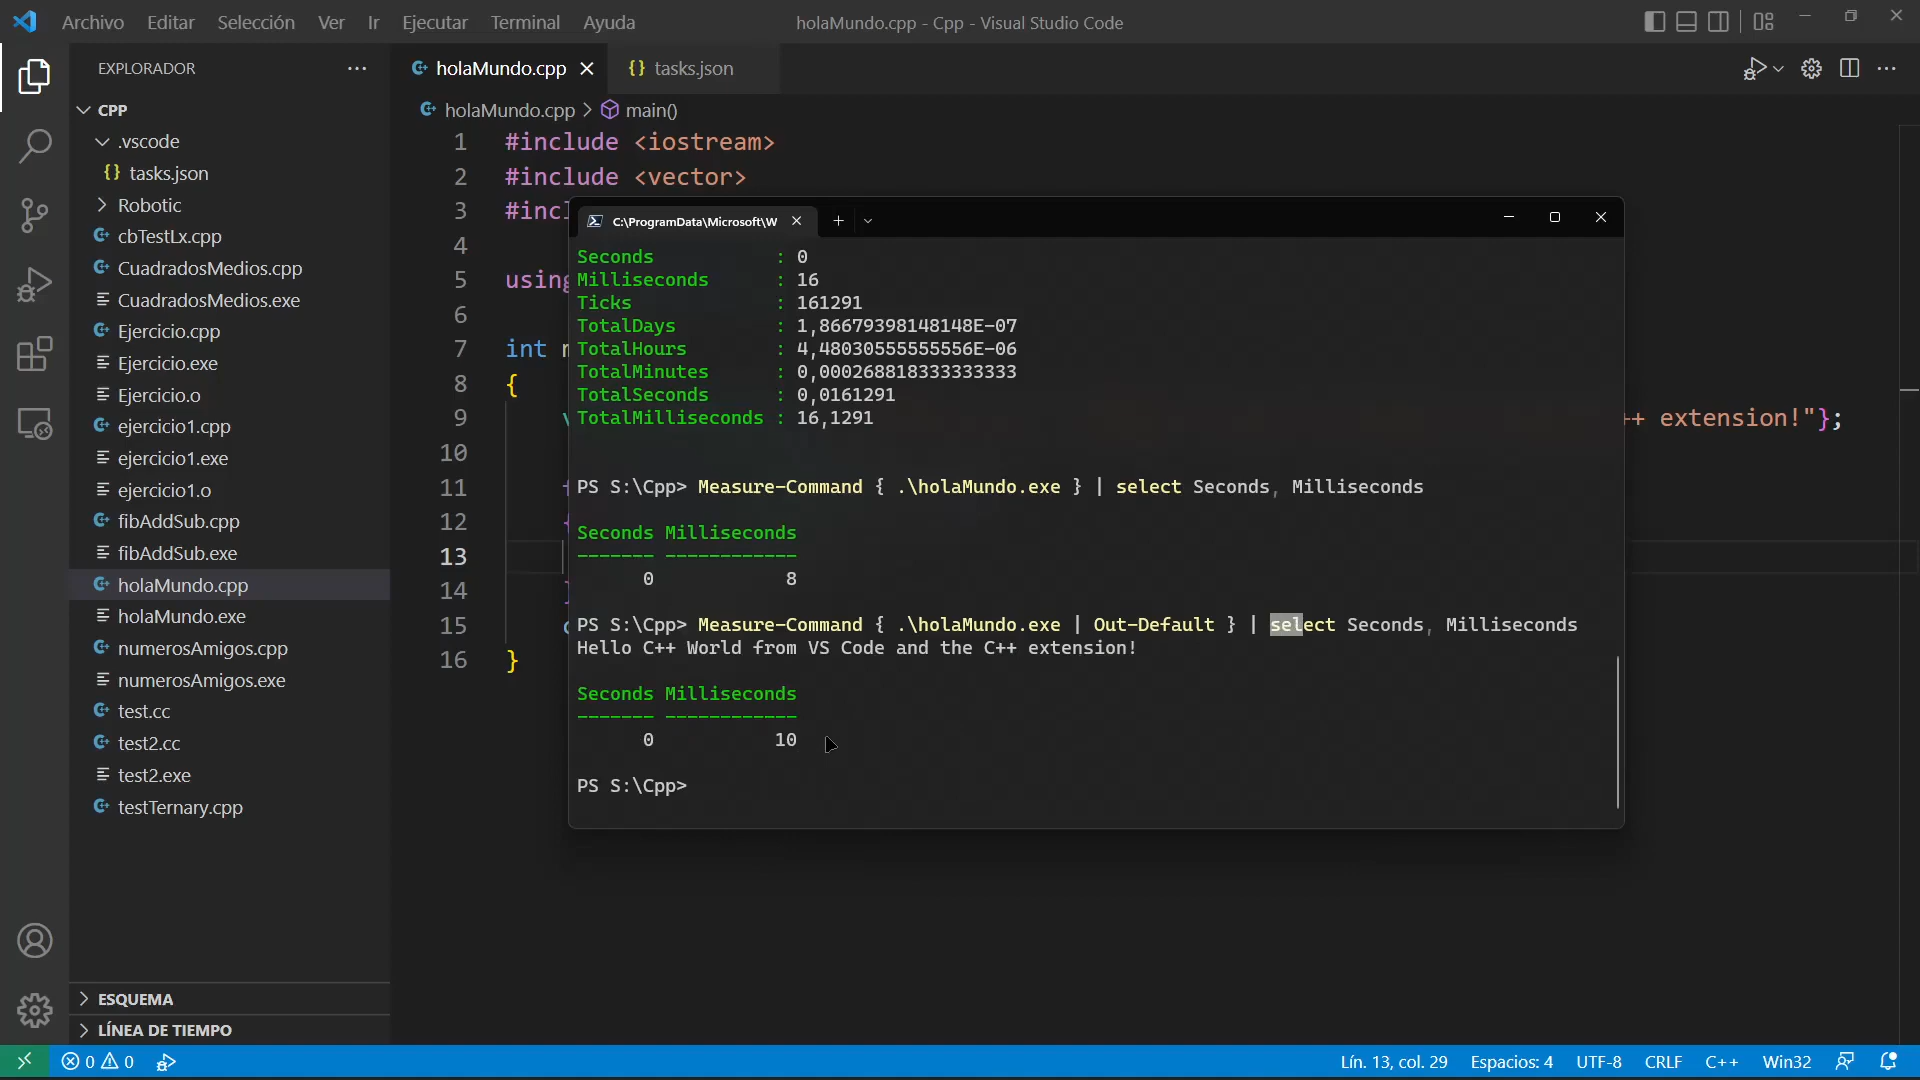 Archivo Editar Selección Ver Ir Ejecutar Terminal Ayuda
holaMundo.cpp - Cpp - Visual Studio Code
EXPLORADOR
CPP
.vscode
{} tasks.json
Robotic
cbTestLx.cpp
CuadradosMedios.cpp
CuadradosMedios.exe
Ejercicio.cpp
Ejercicio.exe
Ejercicio.o
ejercicio1.cpp
ejercicio1.exe
ejercicio1.o
fibAddSub.cpp
fibAddSub.exe
holaMundo.cpp
holaMundo.exe
numerosAmigos.cpp
numerosAmigos.exe
test.cc
test2.cc
test2.exe
testTernary.cpp
ESQUEMA
LÍNEA DE TIEMPO
holaMundo.cpp
{} tasks.json
holaMundo.cpp > main()
1 #include <iostream>
2 #include <vector>
3 #incl
4
5 using
6
7 int m
8 {
9 ++ extension!"};
10
11
12
13
14
15
16 }
C:\ProgramData\Microsoft\W
Seconds : 0
Milliseconds : 16
Ticks : 161291
TotalDays : 1,86679398148148E-07
TotalHours : 4,48030555555556E-06
TotalMinutes : 0,000268818333333333
TotalSeconds : 0,0161291
TotalMilliseconds : 16,1291
PS S:\Cpp> Measure-Command { .\holaMundo.exe } | select Seconds, Milliseconds
Seconds Milliseconds
------- ------------
0 8
PS S:\Cpp> Measure-Command { .\holaMundo.exe | Out-Default } | select Seconds, Milliseconds
Hello C++ World from VS Code and the C++ extension!
Seconds Milliseconds
------- ------------
0 10
PS S:\Cpp>
0 0
Lín. 13, col. 29 Espacios: 4 UTF-8 CRLF C++ Win32